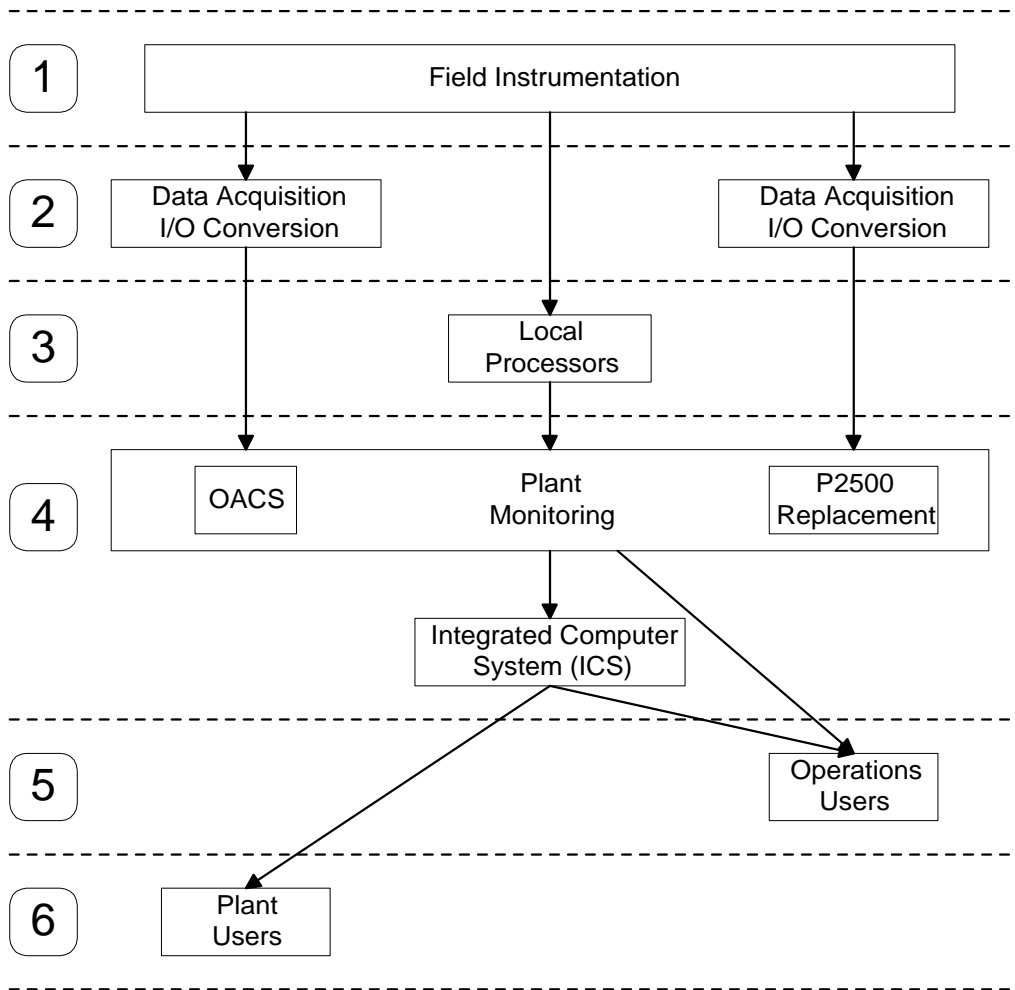 1
Field Instrumentation
2
Data Acquisition
I/O Conversion
Data Acquisition
I/O Conversion
3
Local
Processors
4
OACS
Plant
Monitoring
P2500
Replacement
Integrated Computer
System (ICS)
5
Operations
Users
6
Plant
Users